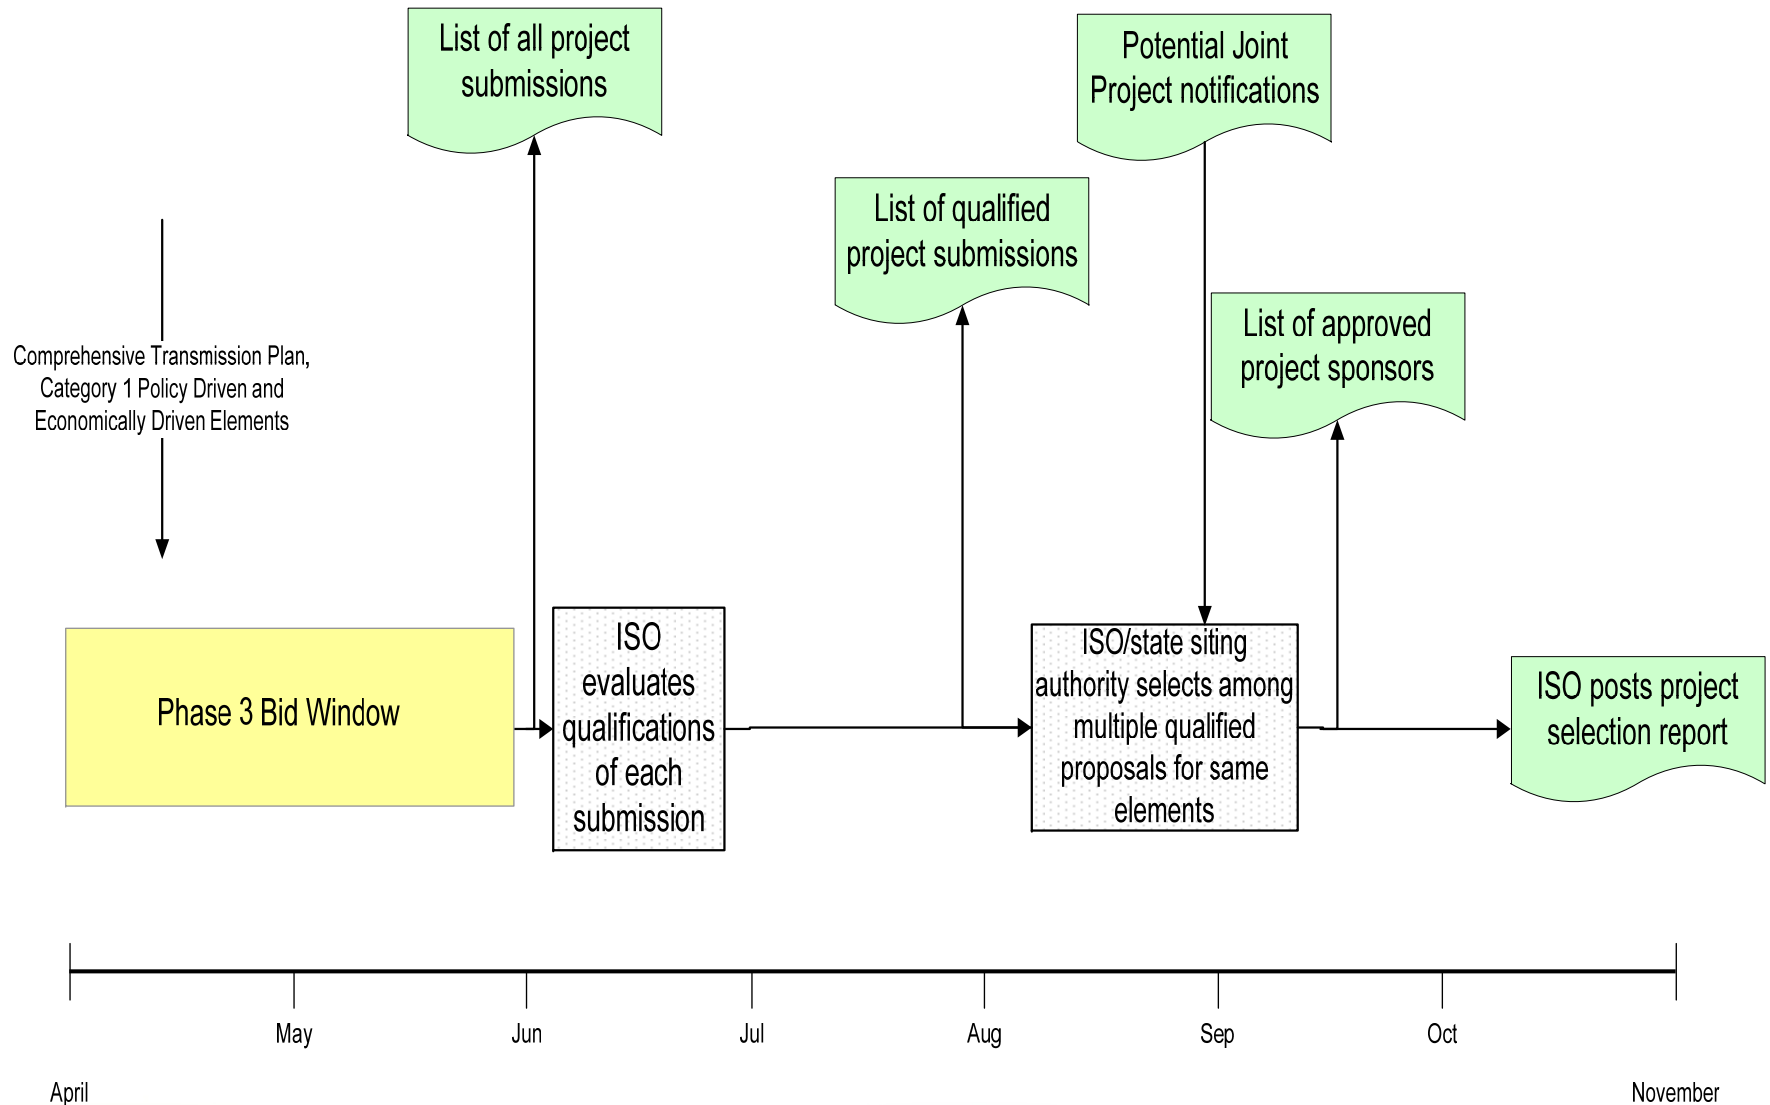 List of all project
submissions
Potential Joint
Project notifications
List of qualified
project submissions
List of approved
project sponsors
Comprehensive Transmission Plan,
Category 1 Policy Driven and
Economically Driven Elements
Phase 3 Bid Window
ISO
evaluates
qualifications
of each
submission
ISO/state siting
authority selects among
multiple qualified
proposals for same
elements
ISO posts project
selection report
May
Jun
Jul
Aug
Sep
Oct
April
November